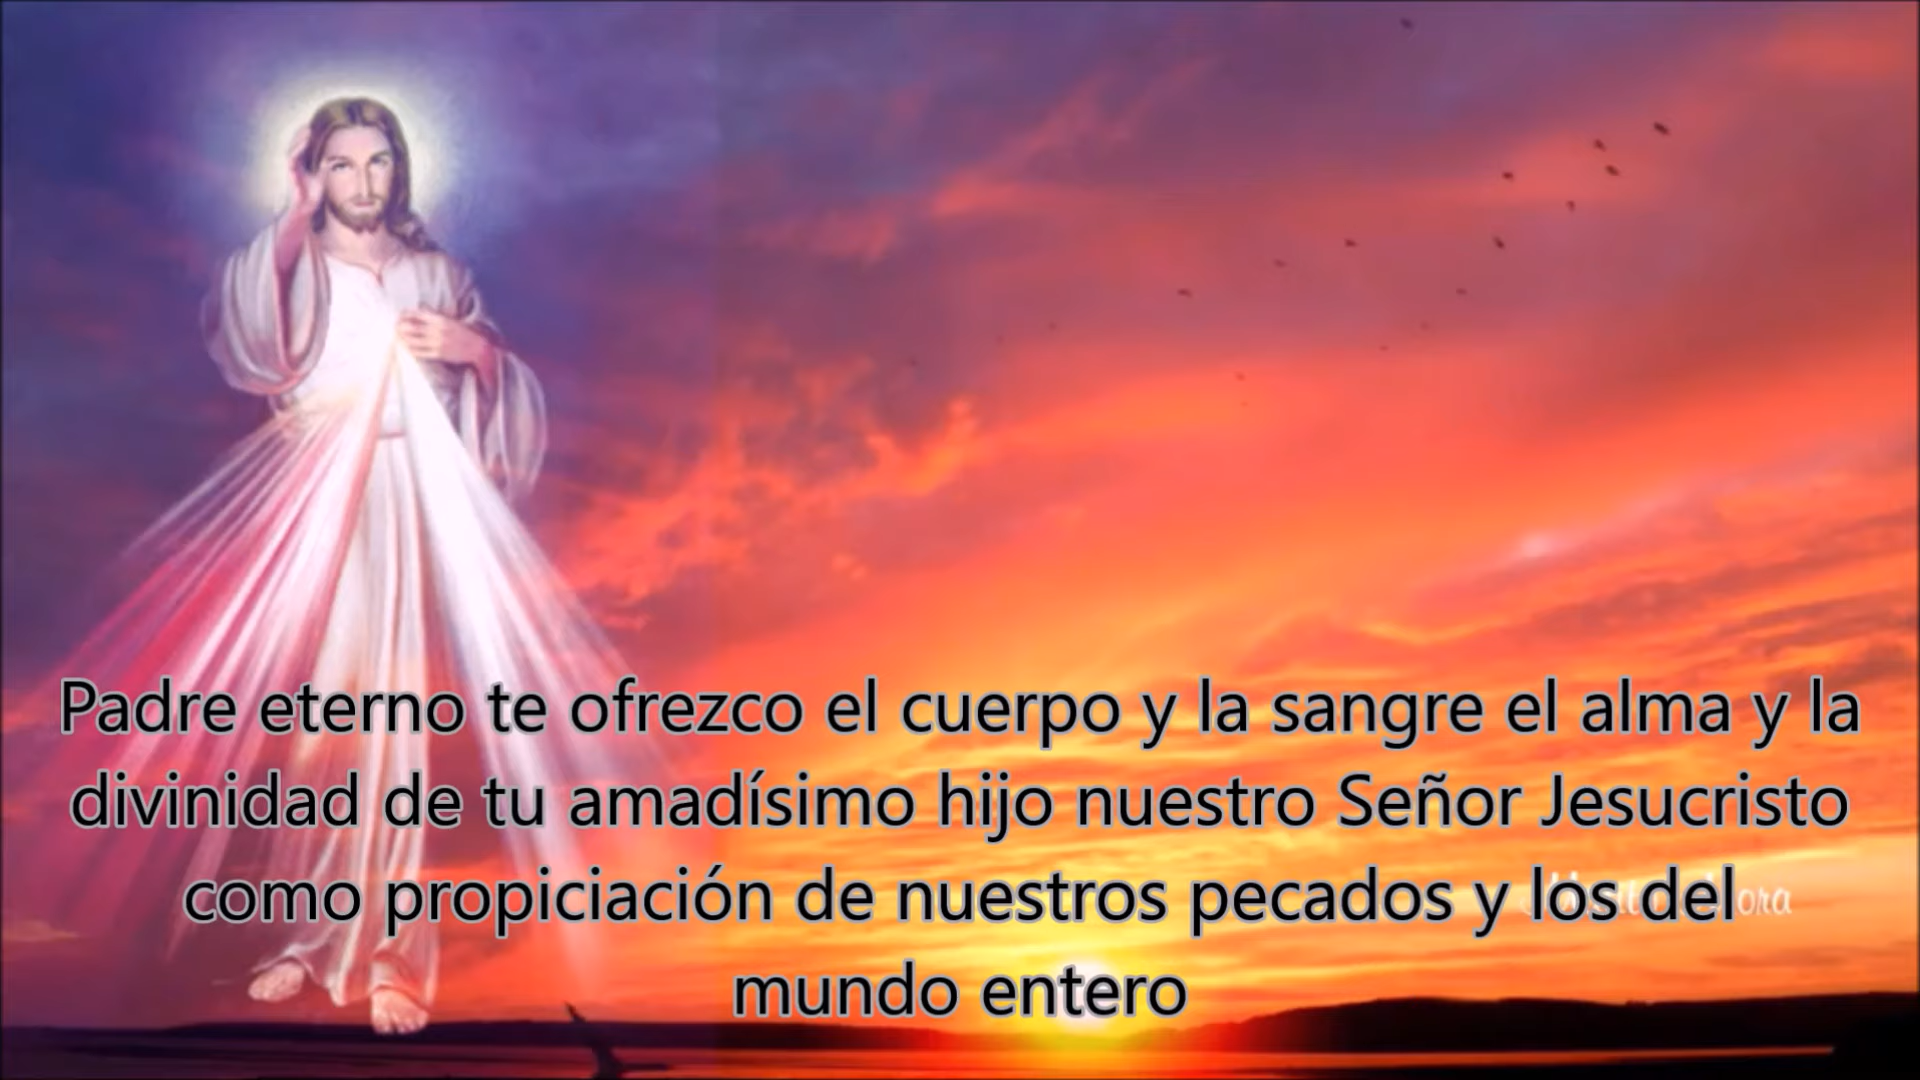 Padre eterno te ofrezco el cuerpo y la sangre el alma y la
divinidad de tu amadísimo hijo nuestro Señor Jesucristo
como propiciación de nuestros pecados y los del
mundo entero